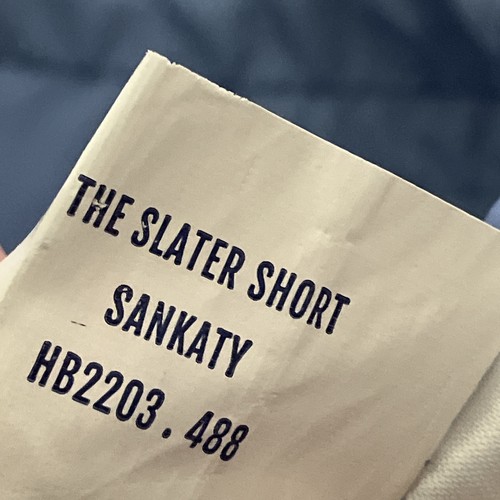 THE SLATER SHORT
SANKATY
HB2203.488